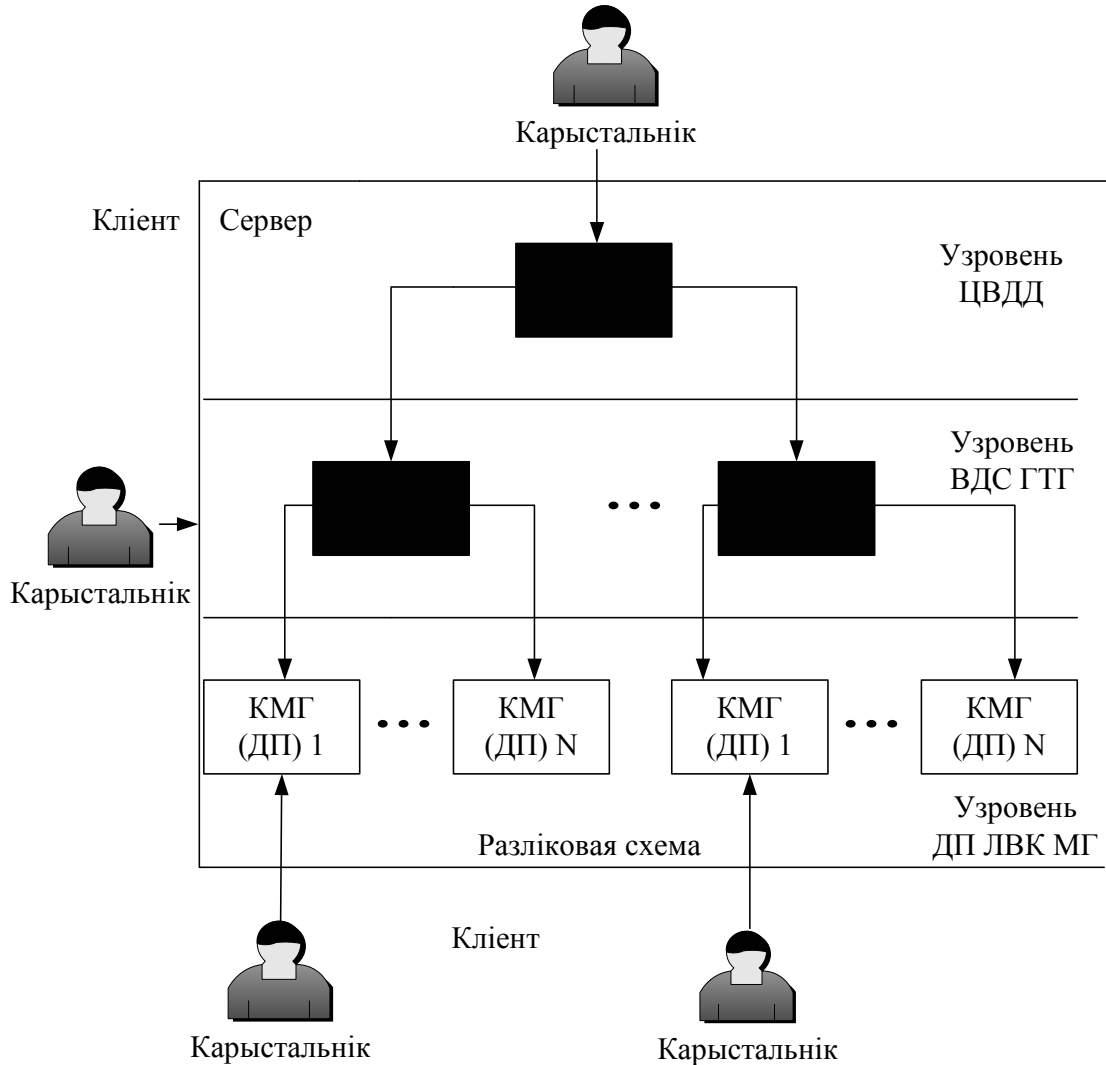 Карыстальнік
Кліент
Сервер
Узровень
ЦВДД
Узровень
ВДС ГТГ
Карыстальнік
КМГ
(ДП) 1
КМГ
(ДП) N
КМГ
(ДП) 1
КМГ
(ДП) N
Узровень
ДП ЛВК МГ
Разліковая схема
Кліент
Карыстальнік
Карыстальнік